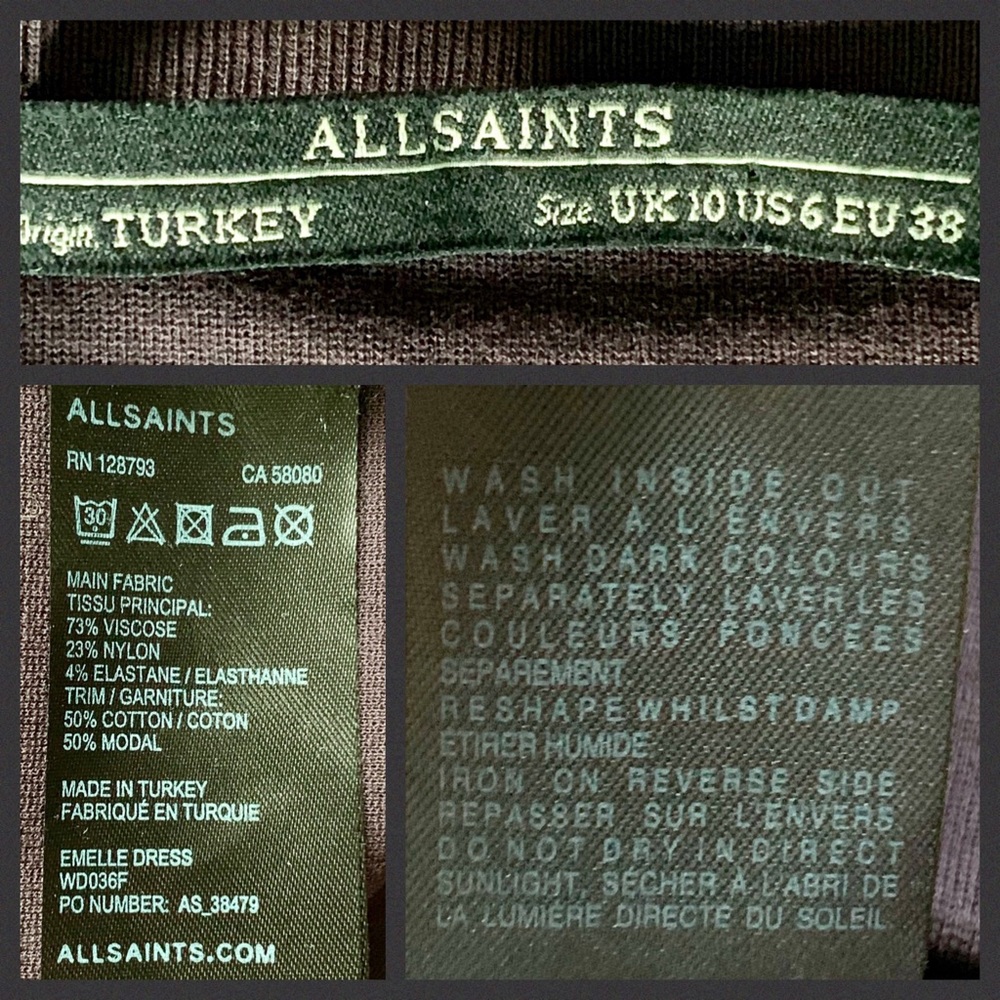 ALLSAINTS
Origin. TURKEY Size. UK 10 US 6 EU 38
ALLSAINTS
RN 128793 CA 58080
30
MAIN FABRIC
TISSU PRINCIPAL:
73% VISCOSE
23% NYLON
4% ELASTANE / ELASTHANNE
TRIM / GARNITURE:
50% COTTON / COTON
50% MODAL
MADE IN TURKEY
FABRIQUÉ EN TURQUIE
EMELLE DRESS
WD036F
PO NUMBER: AS_38479
ALLSAINTS.COM
WASH INSIDE OUT
LAVER A L'ENVERS
WASH DARK COLOURS
SEPARATELY LAVER LES
COULEURS FONCEES
SEPAREMENT
RESHAPE WHILST DAMP
ETIRER HUMIDE
IRON ON REVERSE SIDE
REPASSER SUR L'ENVERS
DO NOT DRY IN DIRECT
SUNLIGHT, SÉCHER A L'ABRI DE
LA LUMIÈRE DIRECTE DU SOLEIL